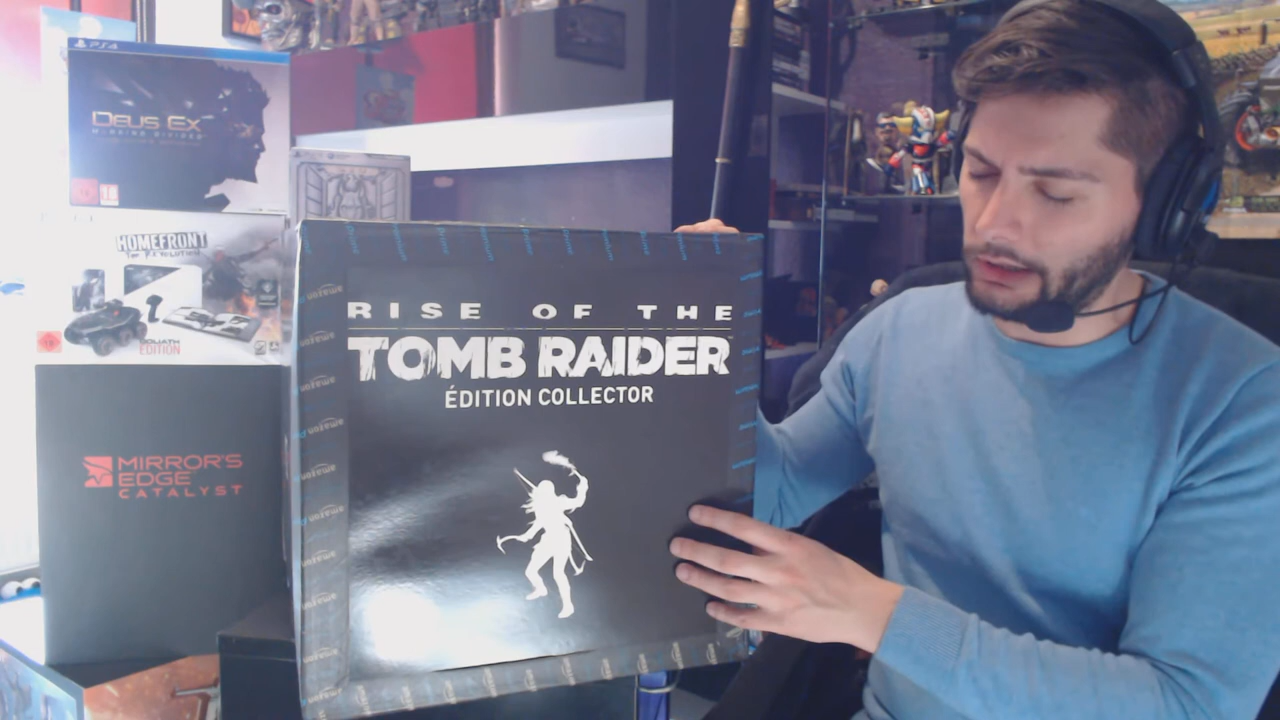 PS4
DEUS EX
MANKIND DIVIDED
HOMEFRONT
THE REVOLUTION
GOLIATH
EDITION
MIRROR'S
EDGE
CATALYST
RISE OF THE
TOMB RAIDER
ÉDITION COLLECTOR
amazon